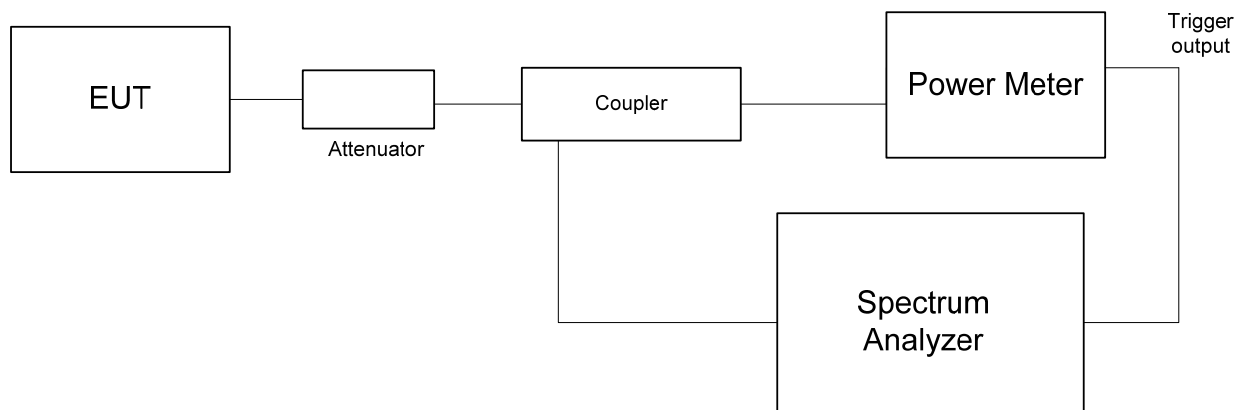 EUT
Attenuator
Coupler
Power Meter
Trigger
output
Spectrum
Analyzer